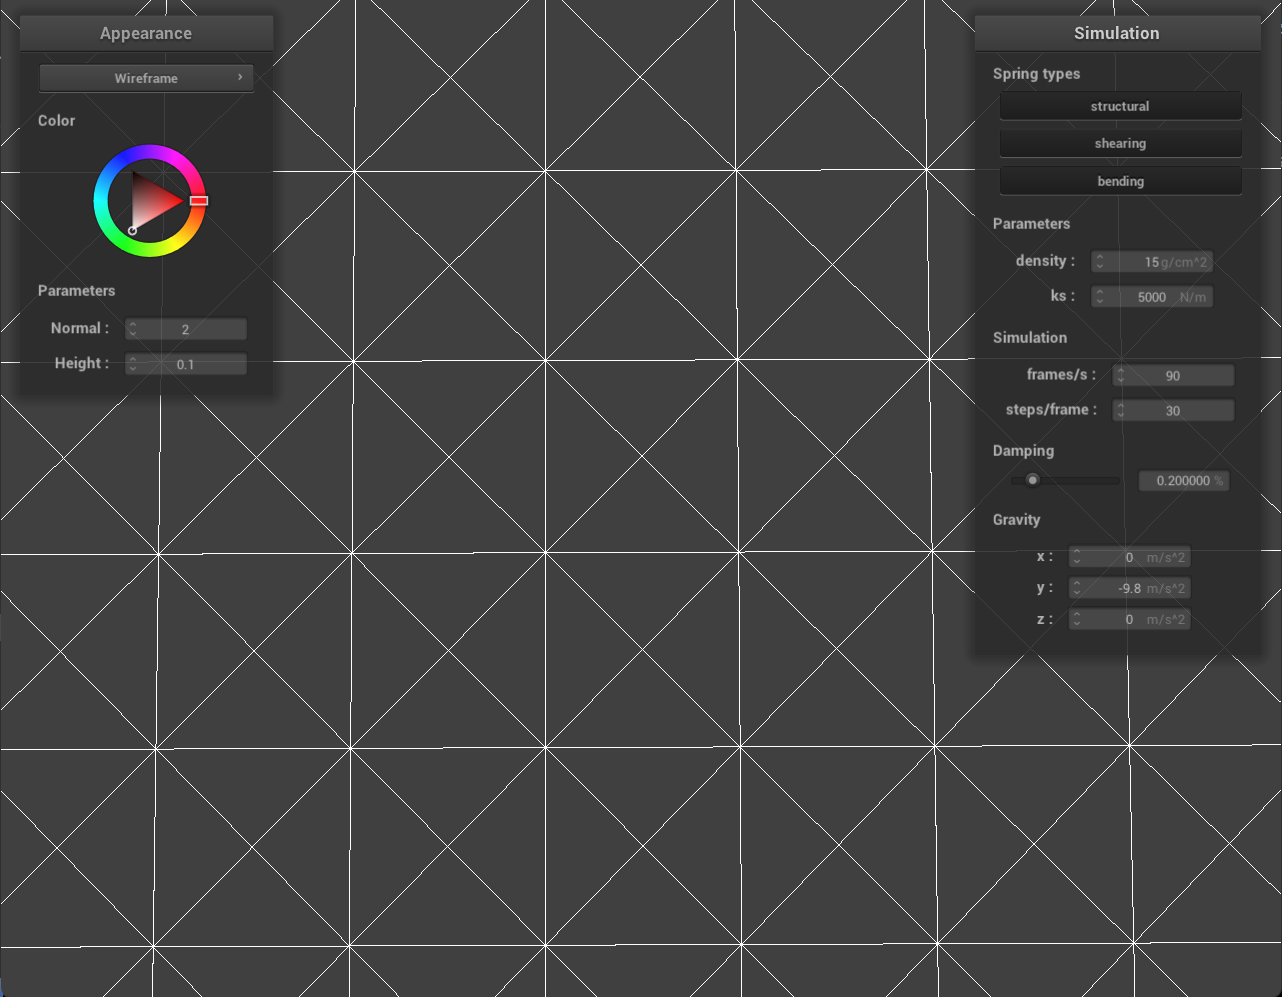 Appearance
Wireframe ›
Color
Parameters
Normal : 2
Height : 0.1
Simulation
Spring types
structural
shearing
bending
Parameters
density : 15 g/cm^2
ks : 5000 N/m
Simulation
frames/s : 90
steps/frame : 30
Damping
0.200000 %
Gravity
x : 0 m/s^2
y : -9.8 m/s^2
z : 0 m/s^2